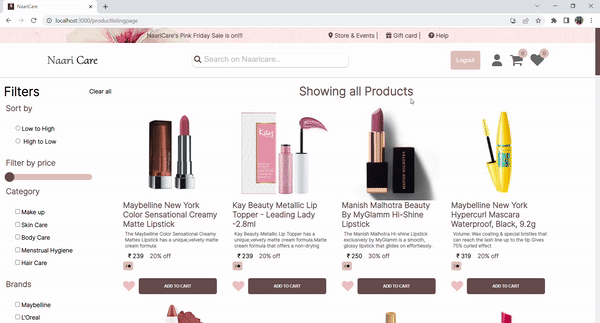 NaariCare
localhost:3000/productlistingpage
NaariCare's Pink Friday Sale is on!!!
Store & Events |
Gift card |
Help
Naari Care
Search on Naaricare..
Logout
0
0
Filters
Clear all
Showing all Products
Sort by
Low to High
High to Low
Filter by price
Category
Make up
Skin Care
Body Care
Menstrual Hygiene
Hair Care
Brands
Maybelline
L'Oreal
Kay
Maybelline New York
Color Sensational Creamy
Matte Lipstick
The Maybelline Color Sensational Creamy
Mattes Lipstick has a unique,velvety matte
cream formula
₹ 239 20% off
ADD TO CART
Kay Beauty Metallic Lip
Topper - Leading Lady
-2.8ml
Kay Beauty Metallic Lip Topper has a
unique,velvety matte cream formula.Matte
cream formula that offers a non-drying
₹ 239 20% off
ADD TO CART
Manish Malhotra Beauty
By MyGlamm Hi-Shine
Lipstick
The Manish Malhotra Hi-shine Lipstick
exclusively by MyGlamm is a smooth,
glossy lipstick that glides on effortlessly.
₹ 250 30% off
ADD TO CART
Maybelline New York
Hypercurl Mascara
Waterproof, Black, 9.2g
Volume: Wax coating & special bristles that
can reach the lash line up to the tip Gives
75% curled effect
₹ 319 20% off
ADD TO CART